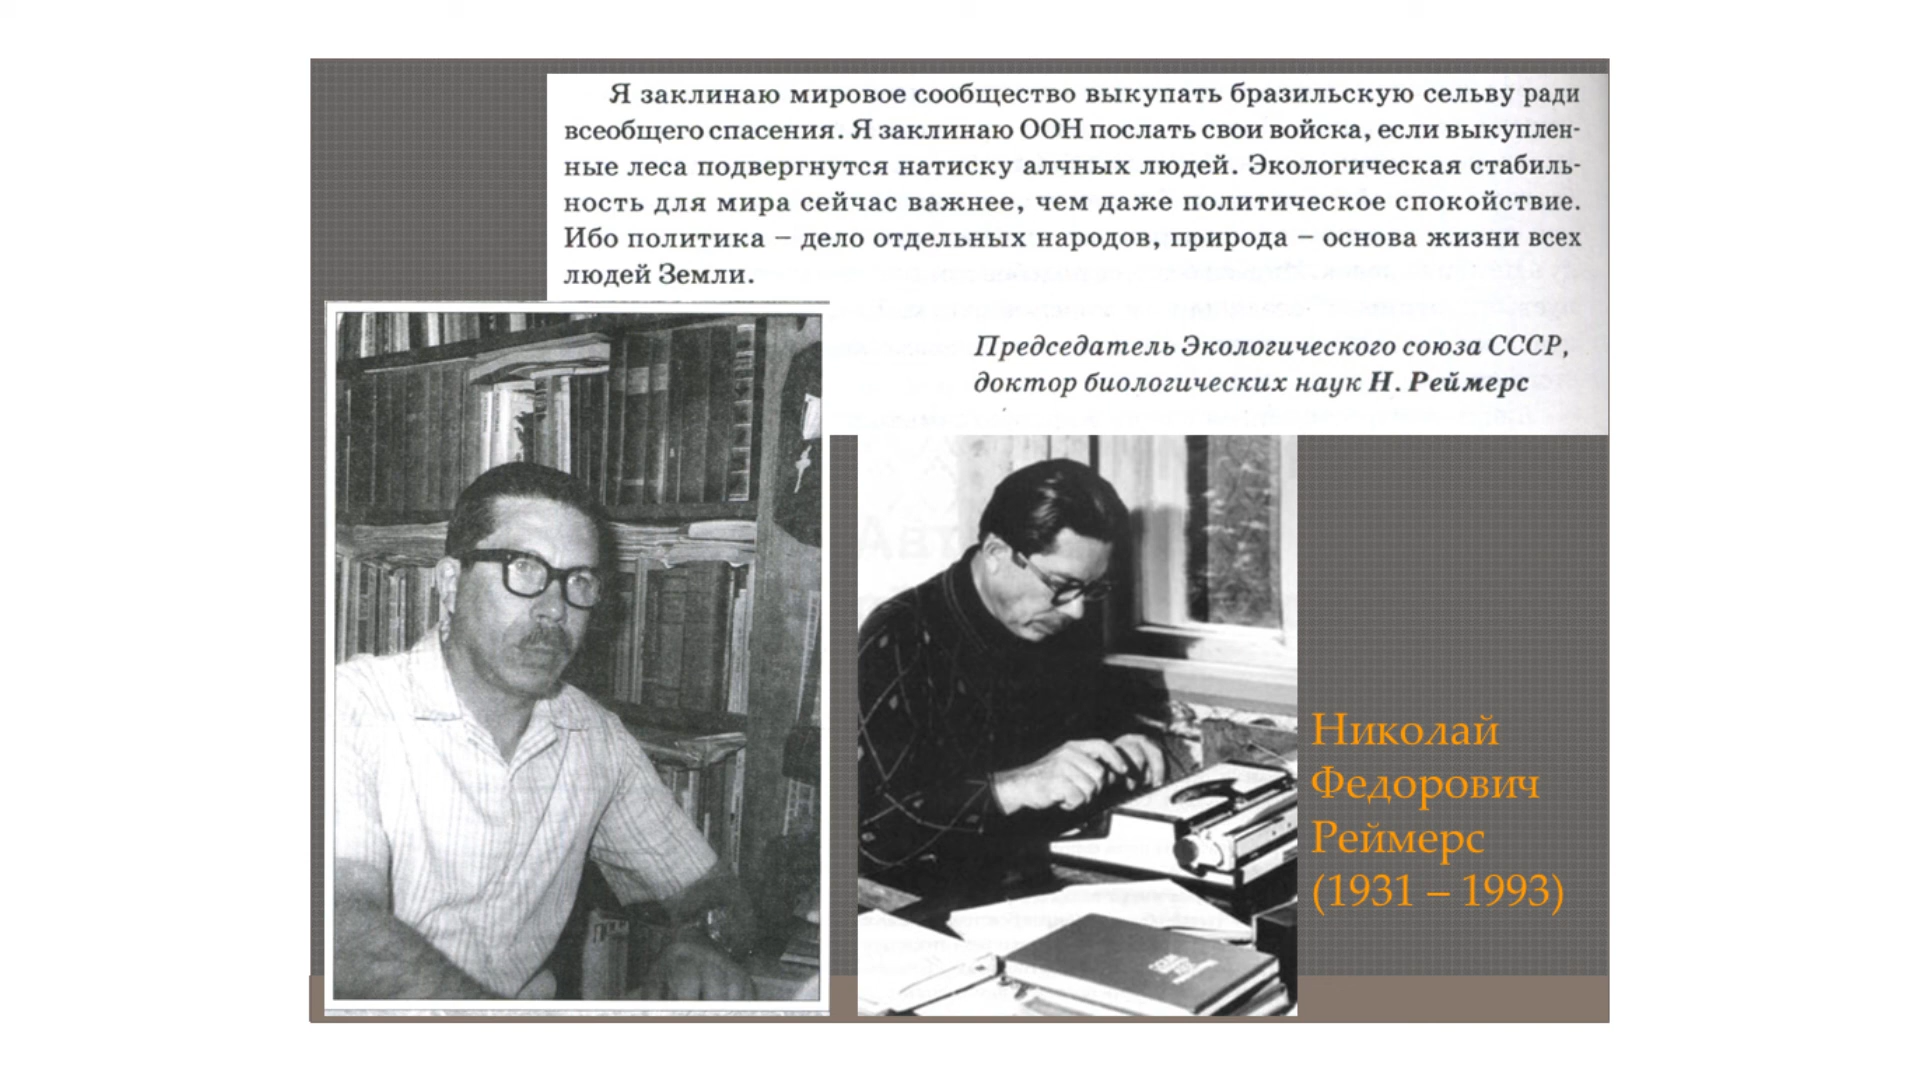 Я заклинаю мировое сообщество выкупать бразильскую сельву ради
всеобщего спасения. Я заклинаю ООН послать свои войска, если выкуплен-
ные леса подвергнутся натиску алчных людей. Экологическая стабиль-
ность для мира сейчас важнее, чем даже политическое спокойствие.
Ибо политика – дело отдельных народов, природа – основа жизни всех
людей Земли.
Председатель Экологического союза СССР,
доктор биологических наук Н. Реймерс
Николай
Федорович
Реймерс
(1931 – 1993)